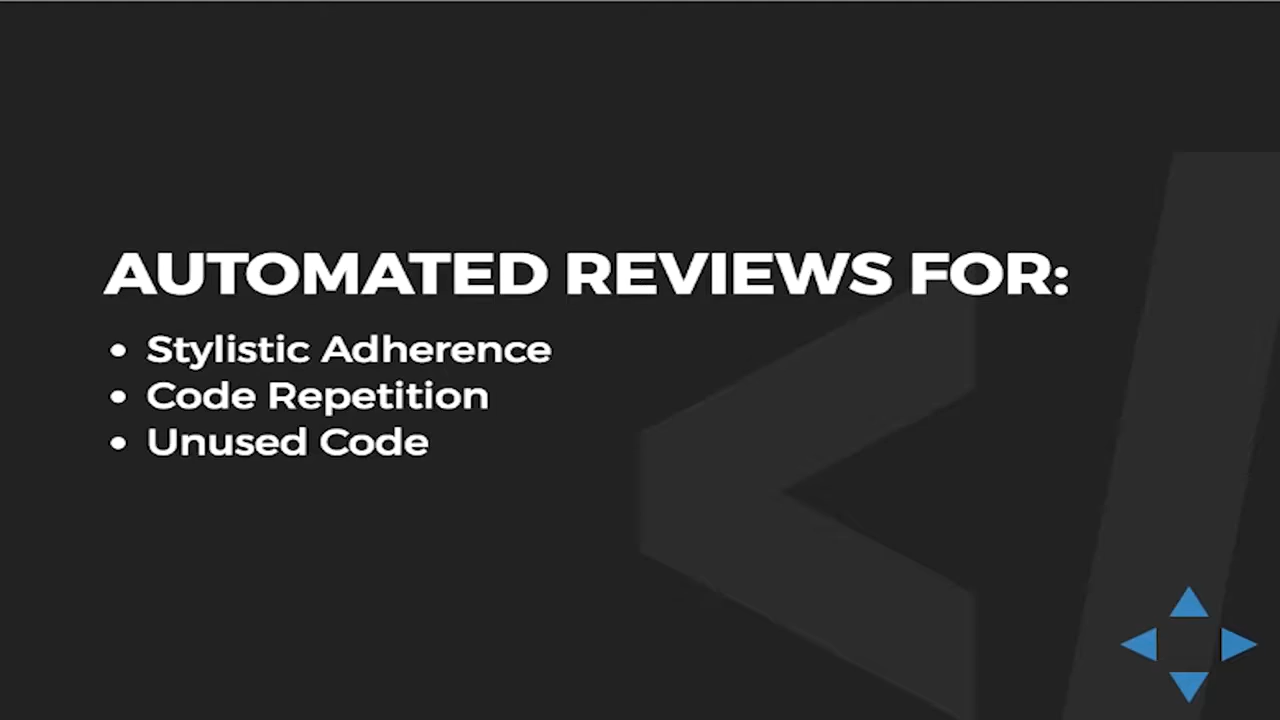 AUTOMATED REVIEWS FOR:
• Stylistic Adherence
• Code Repetition
• Unused Code